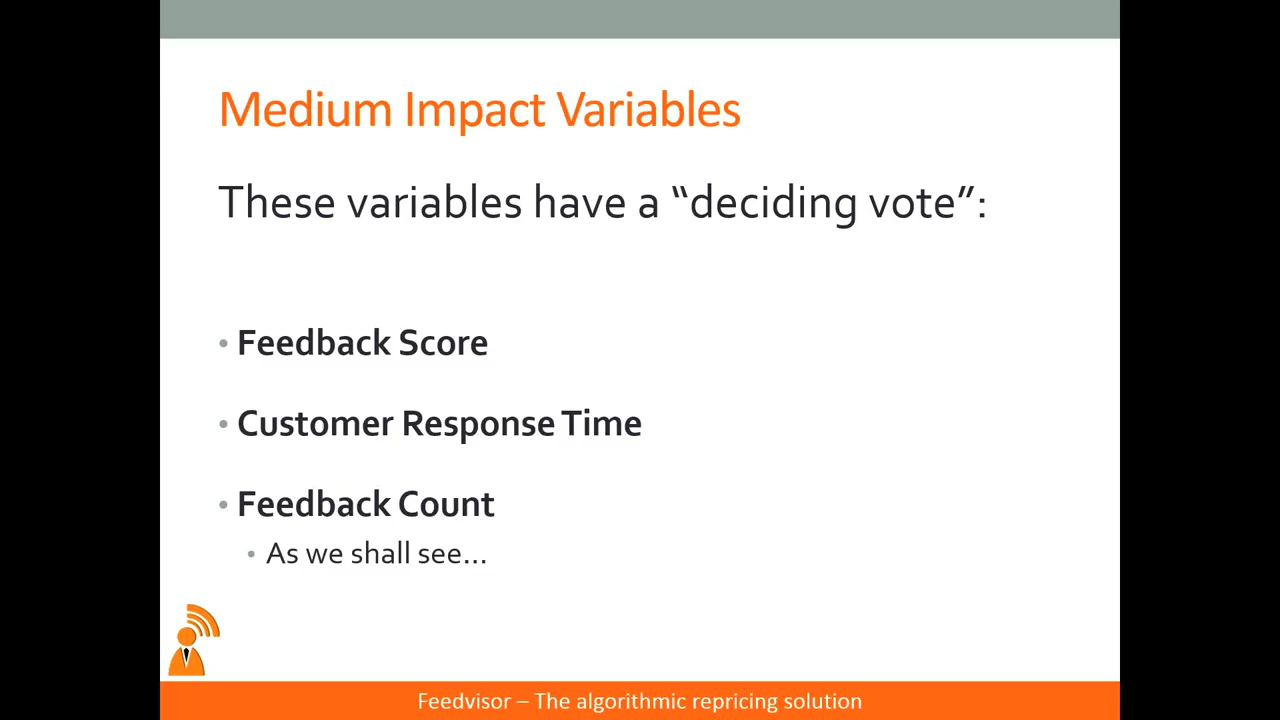 Medium Impact Variables
These variables have a “deciding vote”:
• Feedback Score
• Customer Response Time
• Feedback Count
• As we shall see...
Feedvisor – The algorithmic repricing solution